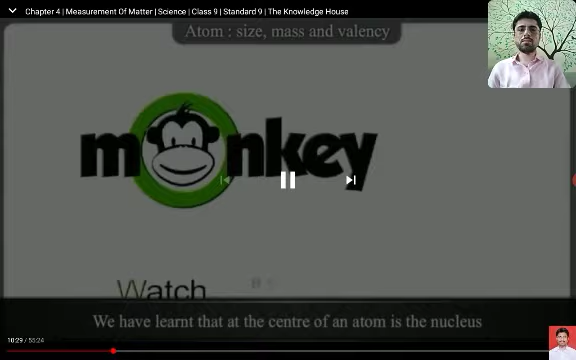 Chapter 4 | Measurement Of Matter | Science | Class 9 | Standard 9 | The Knowledge House
Atom : size, mass and valency
monkey
Watch
We have learnt that at the centre of an atom is the nucleus
10:29 / 55:24